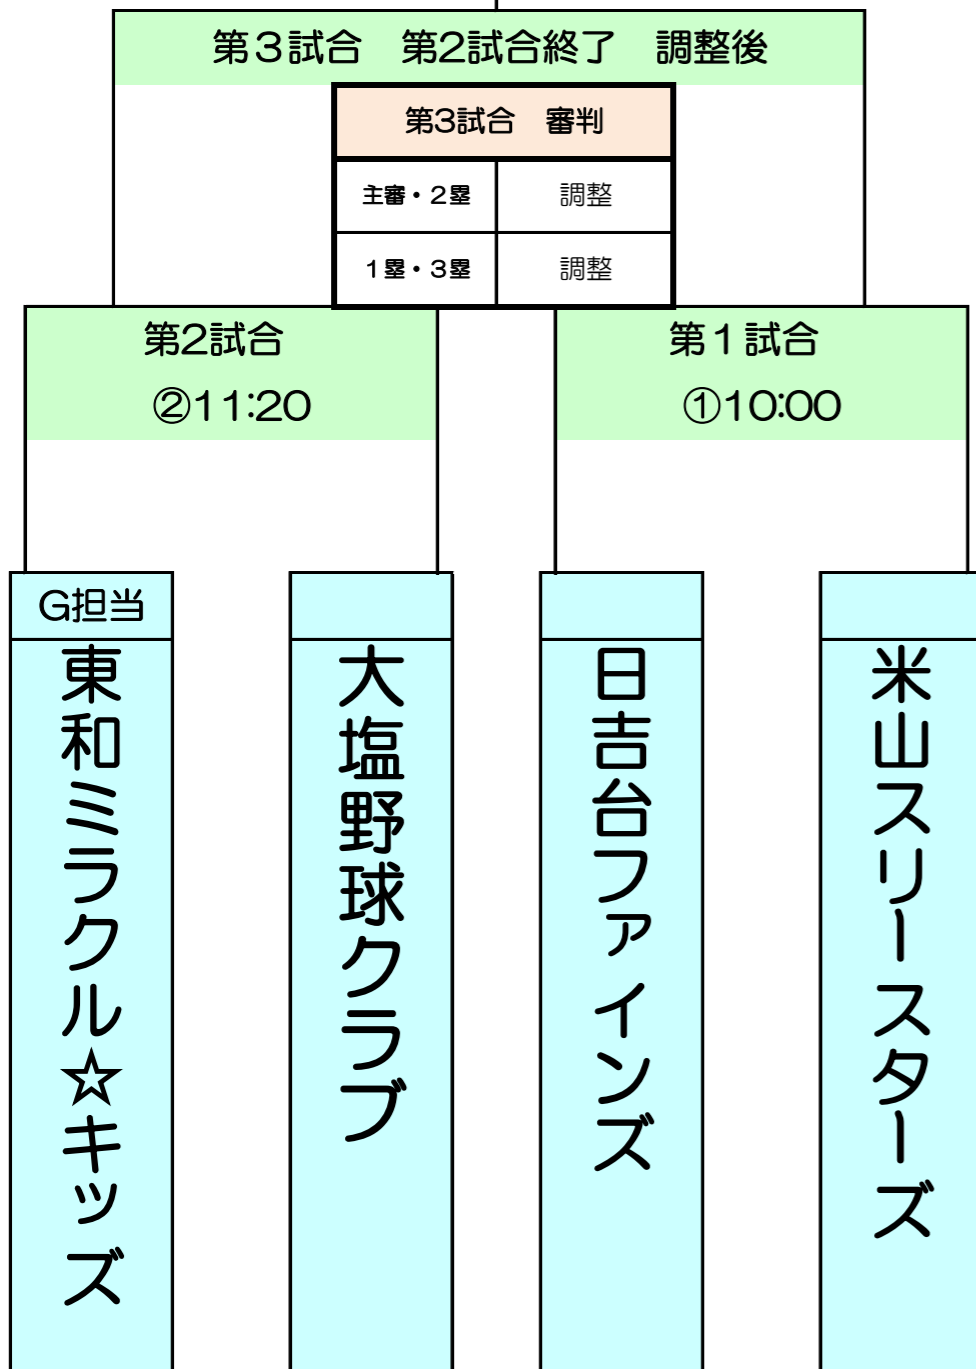 第３試合　第2試合終了　調整後
第3試合　審判
主審・２塁　調整
１塁・３塁　調整
第2試合
②11:20
第１試合
①10:00
G担当
東和ミラクル☆キッズ
大塩野球クラブ
日吉台ファインズ
米山スリースターズ